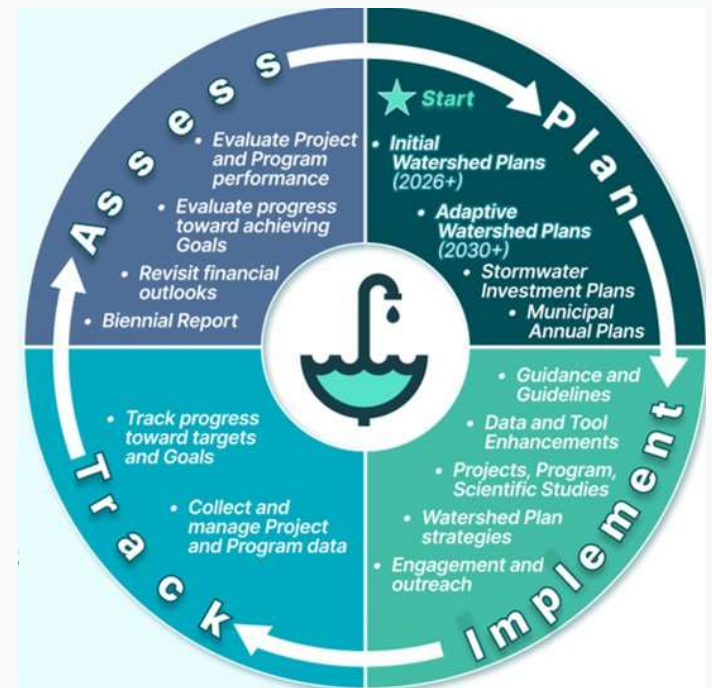 Assess
• Evaluate Project
and Program
performance
• Evaluate progress
toward achieving
Goals
• Revisit financial
outlooks
• Biennial Report
Plan
Start
• Initial
Watershed Plans
(2026+)
• Adaptive
Watershed Plans
(2030+)
• Stormwater
Investment Plans
• Municipal
Annual Plans
Implement
• Guidance and
Guidelines
• Data and Tool
Enhancements
• Projects, Program,
Scientific Studies
• Watershed Plan
strategies
• Engagement and
outreach
Track
• Track progress
toward targets
and Goals
• Collect and
manage Project
and Program data